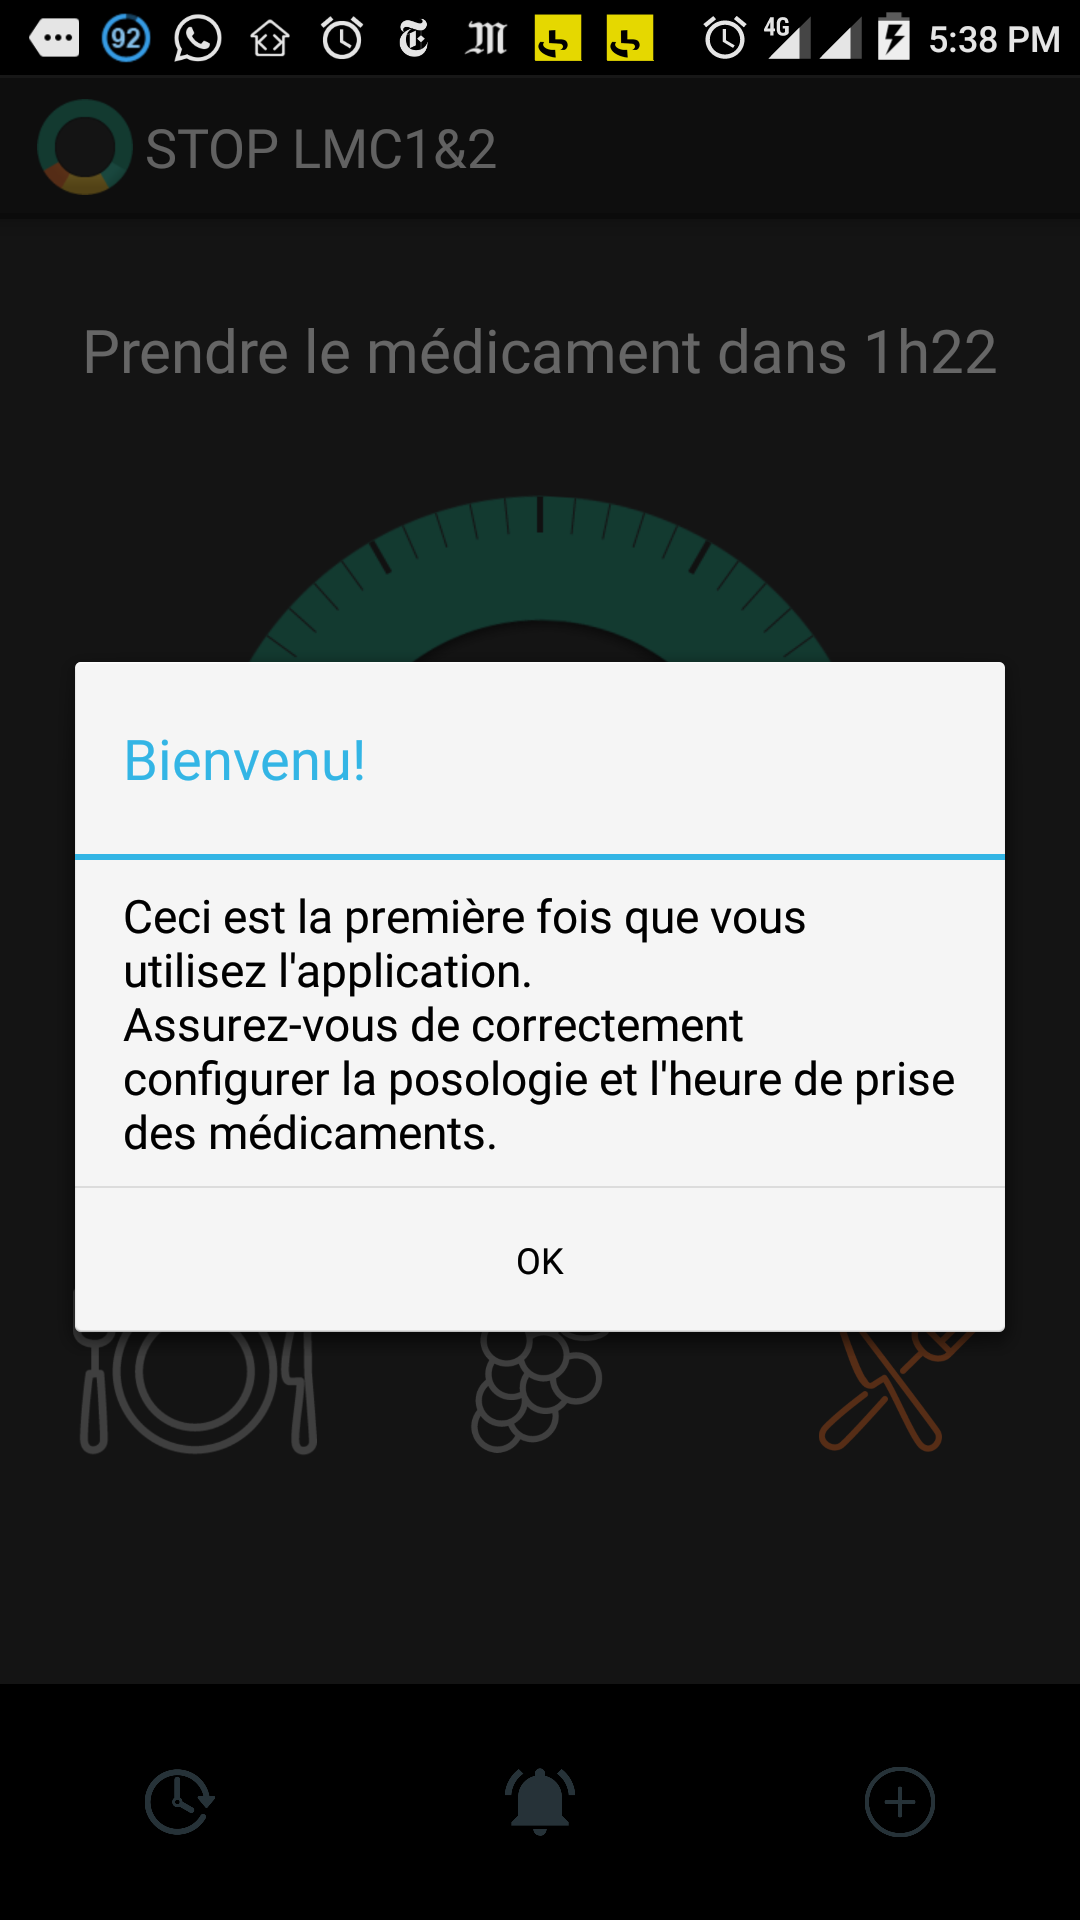 92 4G 5:38 PM
STOP LMC1&2
Prendre le médicament dans 1h22
Bienvenu!
Ceci est la première fois que vous
utilisez l'application.
Assurez-vous de correctement
configurer la posologie et l'heure de prise
des médicaments.
OK